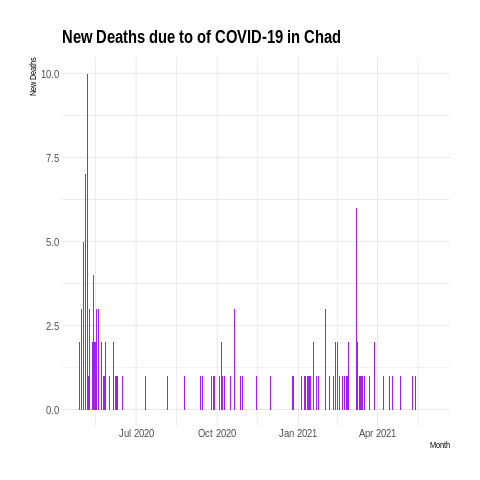 New Deaths due to of COVID-19 in Chad
New Deaths
10.0
7.5
5.0
2.5
0.0
Jul 2020 Oct 2020 Jan 2021 Apr 2021
Month